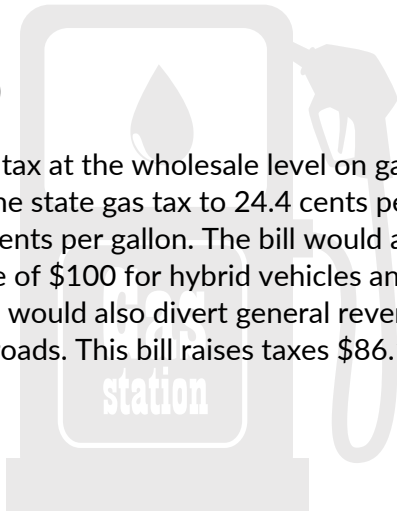 tax at the wholesale level on ga
he state gas tax to 24.4 cents pe
ents per gallon. The bill would a
e of $100 for hybrid vehicles an
would also divert general rever
roads. This bill raises taxes $86.
Gas
station